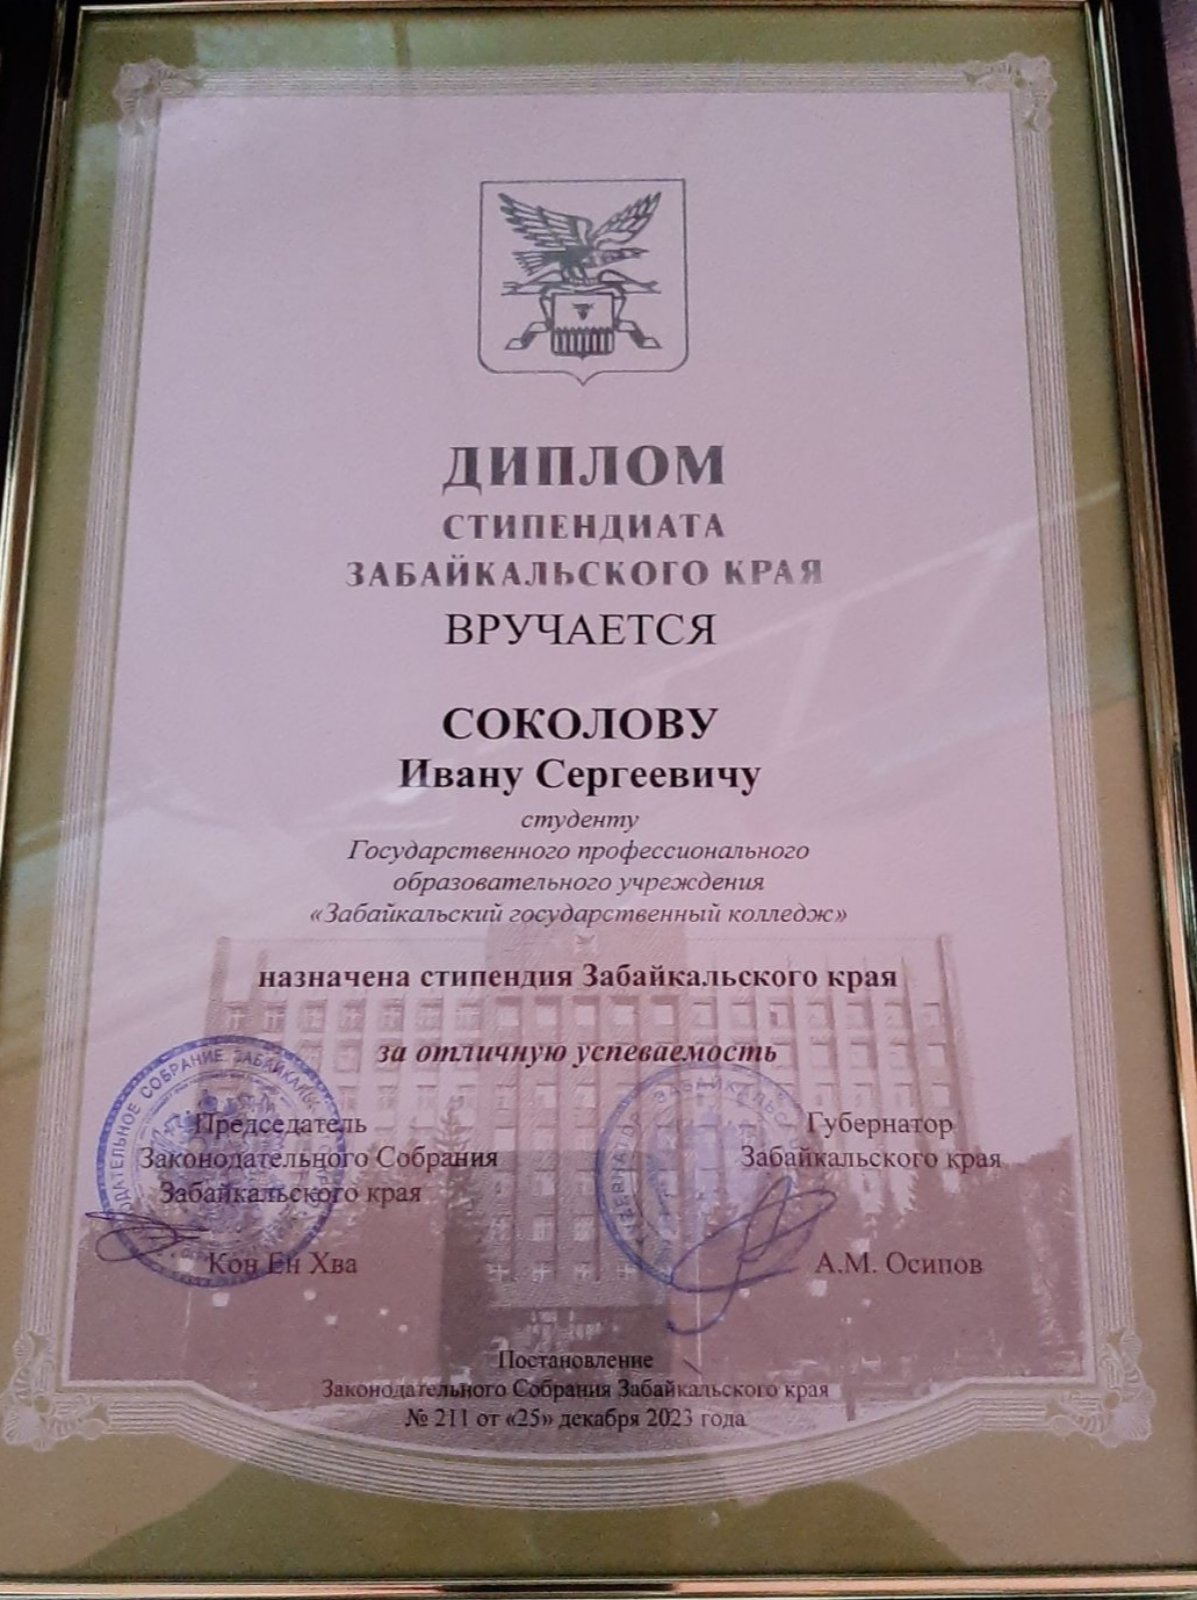 ДИПЛОМ
СТИПЕНДИАТА
ЗАБАЙКАЛЬСКОГО КРАЯ
ВРУЧАЕТСЯ
СОКОЛОВУ
Ивану Сергеевичу
студенту
Государственного профессионального
образовательного учреждения
«Забайкальский государственный колледж»
назначена стипендия Забайкальского края
за отличную успеваемость
Председатель
Законодательного Собрания
Забайкальского края
Кон Ен Хва
Губернатор
Забайкальского края
А.М. Осипов
Постановление
Законодательного Собрания Забайкальского края
№ 211 от «25» декабря 2023 года